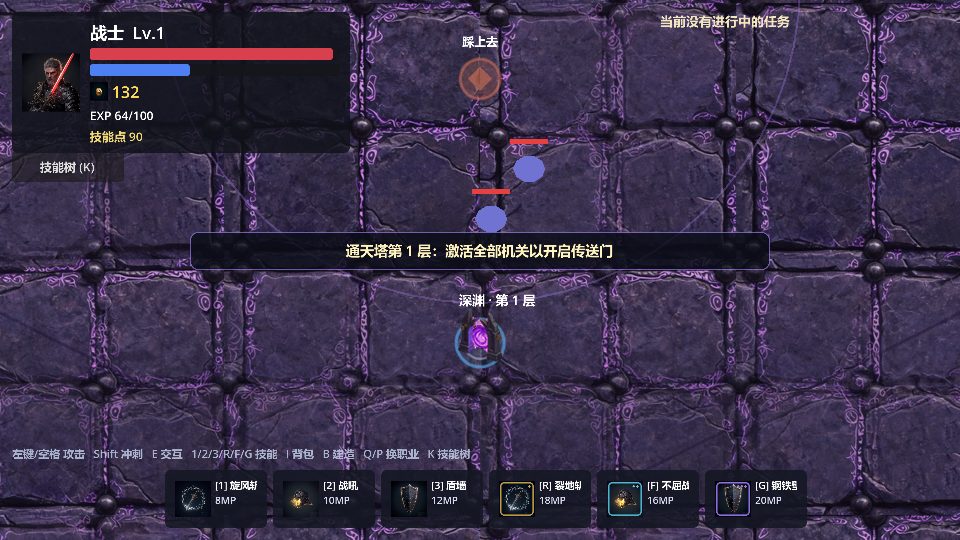 战士 Lv.1
132
EXP 64/100
技能点 90
技能树 (K)
当前没有进行中的任务
踩上去
通天塔第 1 层：激活全部机关以开启传送门
深渊 · 第 1 层
左键/空格 攻击 Shift 冲刺 E 交互 1/2/3/R/F/G 技能 I 背包 B 建造 Q/P 换职业 K 技能树
[1] 旋风斩
8MP
[2] 战吼
10MP
[3] 盾墙
12MP
[R] 裂地斩
18MP
[F] 不屈战
16MP
[G] 钢铁
20MP